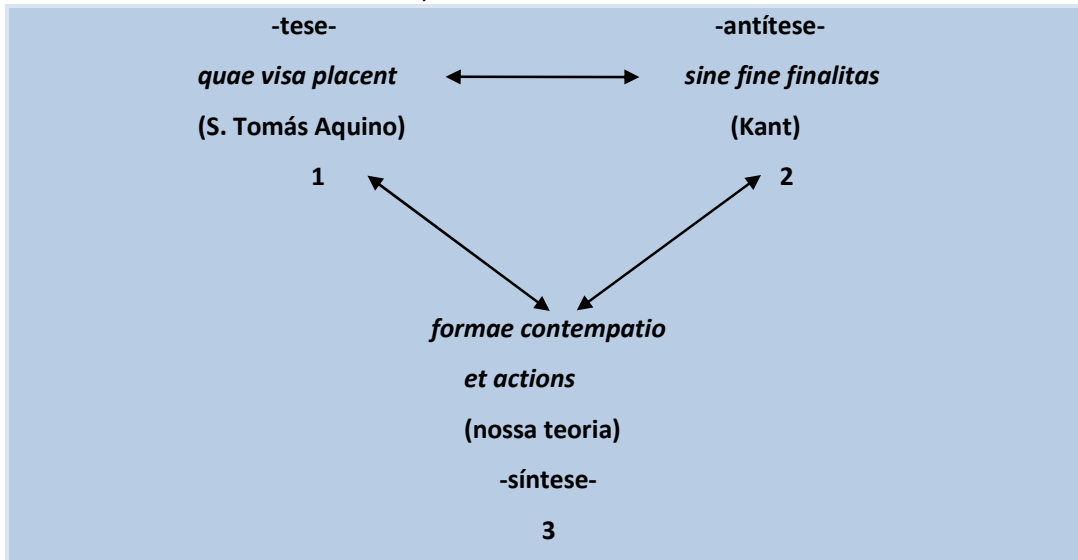 -tese- -antítese-
quae visa placent sine fine finalitas
(S. Tomás Aquino) (Kant)
1 2
formae contempatio
et actions
(nossa teoria)
-síntese-
3